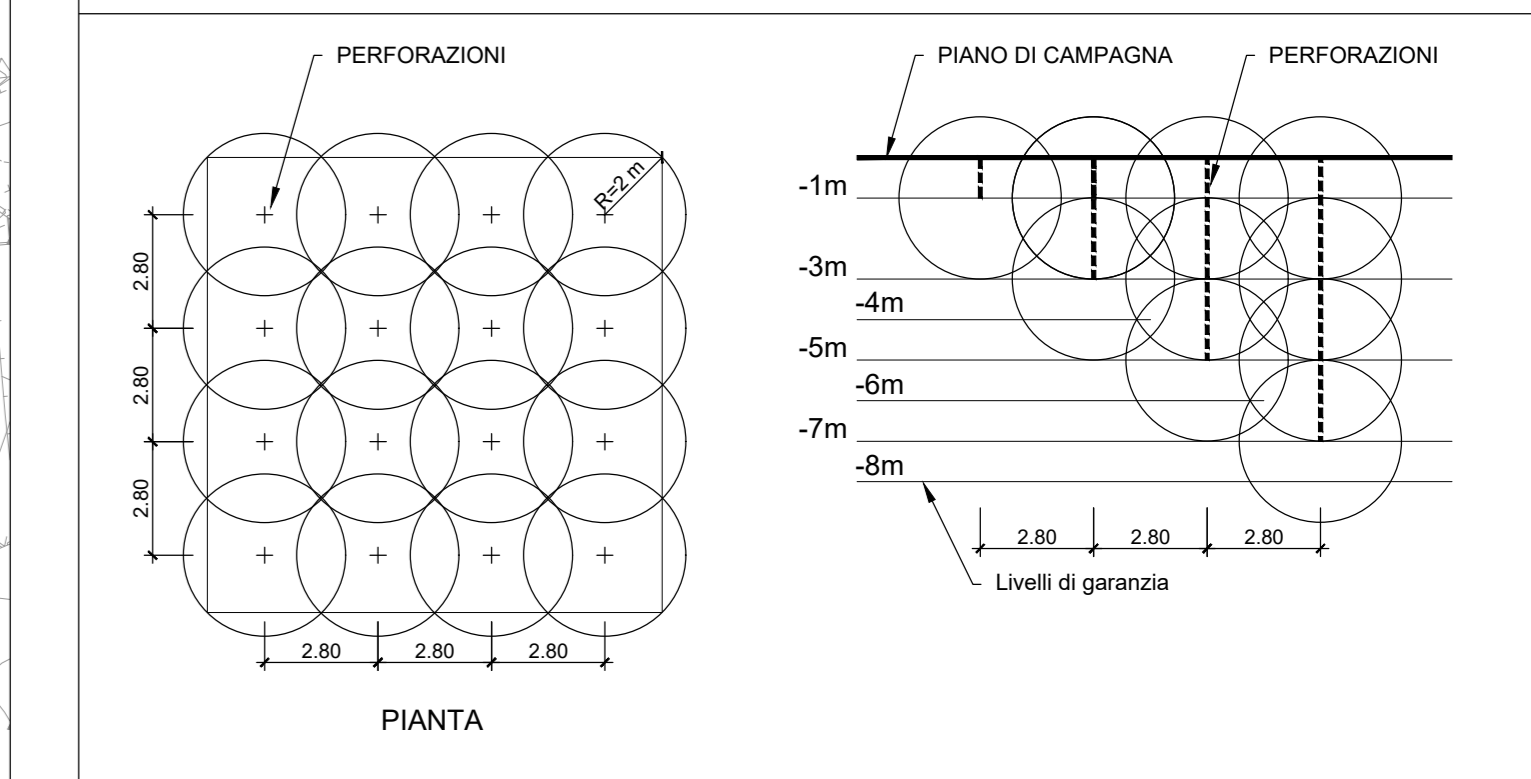 PERFORAZIONI
R=2 m
2.80
2.80
2.80
2.80 2.80 2.80
PIANTA
PIANO DI CAMPAGNA
PERFORAZIONI
-1m
-3m
-4m
-5m
-6m
-7m
-8m
2.80 2.80 2.80
Livelli di garanzia